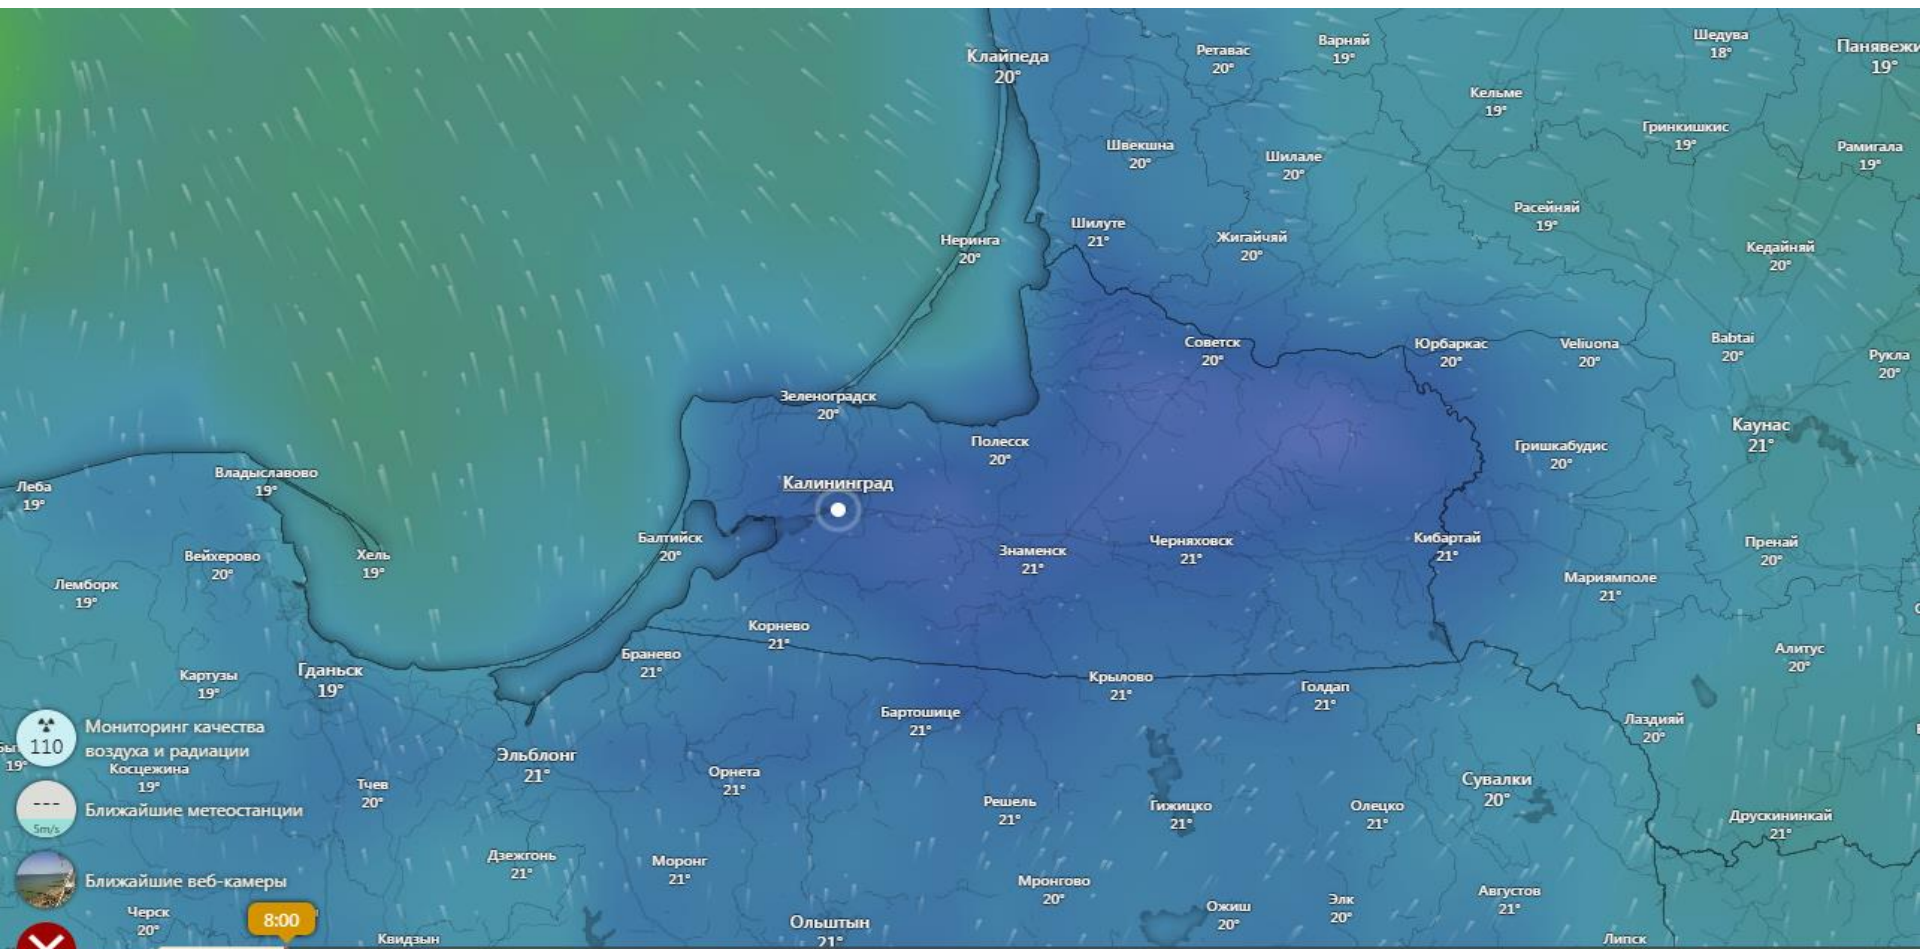 Клайпеда
20°
Ретавас
20°
Варняй
19°
Шедува
18°
19°
Кельме
19°
Гринкишкис
19°
Рамигала
19°
Швекшна
20°
Шилале
20°
Расейняй
19°
Шилуте
21°
Жигайчяй
20°
Кедайняй
20°
Неринга
20°
Советск
20°
Юрбаркас
20°
Veliuona
20°
Babtai
20°
Рукла
20°
Зеленоградск
20°
Полесск
20°
Каунас
21°
Гришкабудис
20°
Леба
19°
Владыславово
19°
Калининград
Балтийск
20°
Вейхерово
20°
Хель
19°
Знаменск
21°
Черняховск
21°
Кибартай
21°
Пренай
20°
Лемборк
19°
Мариямполе
21°
Корнево
21°
Бранево
21°
Алитус
20°
Картузы
19°
Гданьск
19°
Крылово
21°
Голдап
21°
Бартошице
21°
Лаздияй
20°
110
Мониторинг качества
воздуха и радиации
19°
Косцежина
19°
Эльблонг
21°
Орнета
21°
Тчев
20°
Сувалки
20°
Решель
21°
Гижицко
21°
Олецко
21°
Друскининкай
21°
---
5m/s
Ближайшие метеостанции
Дзежгонь
21°
Моронг
21°
Мронгово
20°
Августов
21°
Ближайшие веб-камеры
Черск
20°
8:00
Ожиш
20°
Элк
20°
Ольштын
21°
Квидзын
Липск